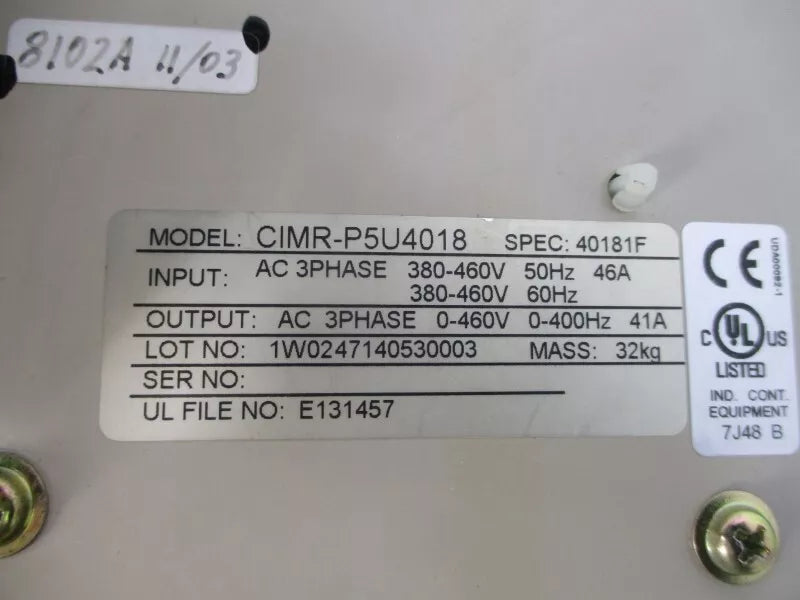 8102A 11/03
MODEL: CIMR-P5U4018 SPEC: 40181F
INPUT: AC 3PHASE 380-460V 50Hz 46A
380-460V 60Hz
OUTPUT: AC 3PHASE 0-460V 0-400Hz 41A
LOT NO: 1W0247140530003 MASS: 32kg
SER NO:
UL FILE NO: E131457
CE
UDA00092-1
C UL US
LISTED
IND. CONT.
EQUIPMENT
7J48 B